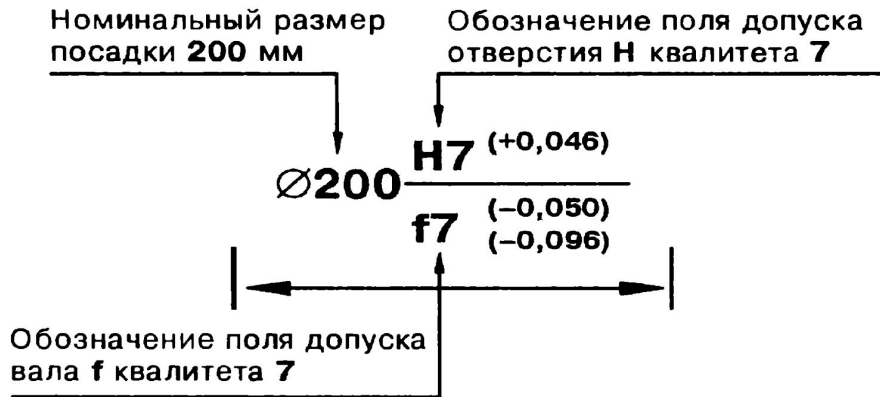 Номинальный размер
посадки 200 мм
Обозначение поля допуска
отверстия H квалитета 7
H7 (+0,046)
∅200
f7 (−0,050)
(−0,096)
Обозначение поля допуска
вала f квалитета 7